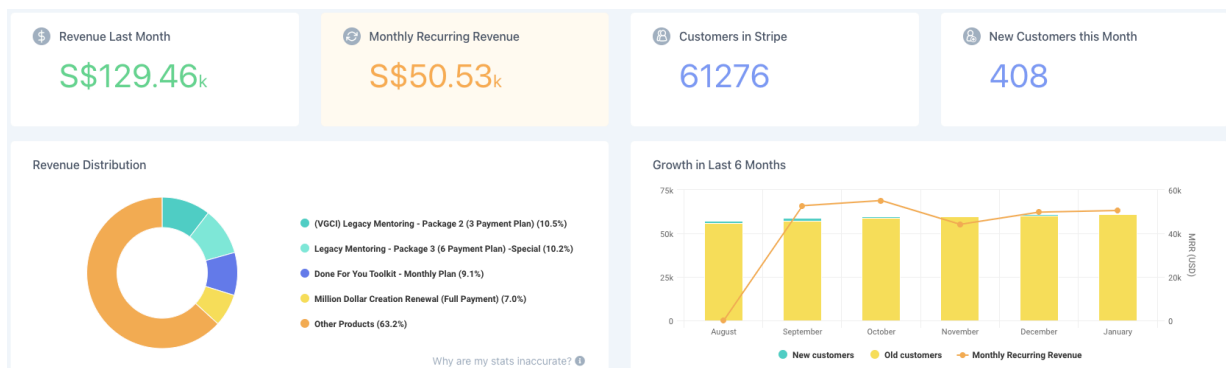 Revenue Last Month
S$129.46k
Monthly Recurring Revenue
S$50.53k
Customers in Stripe
61276
New Customers this Month
408
Revenue Distribution
(VGCI) Legacy Mentoring - Package 2 (3 Payment Plan) (10.5%)
Legacy Mentoring - Package 3 (6 Payment Plan) -Special (10.2%)
Done For You Toolkit - Monthly Plan (9.1%)
Million Dollar Creation Renewal (Full Payment) (7.0%)
Other Products (63.2%)
Why are my stats inaccurate?
Growth in Last 6 Months
75k
50k
25k
0
60k
40k
20k
0
MRR (USD)
August September October November December January
New customers Old customers Monthly Recurring Revenue